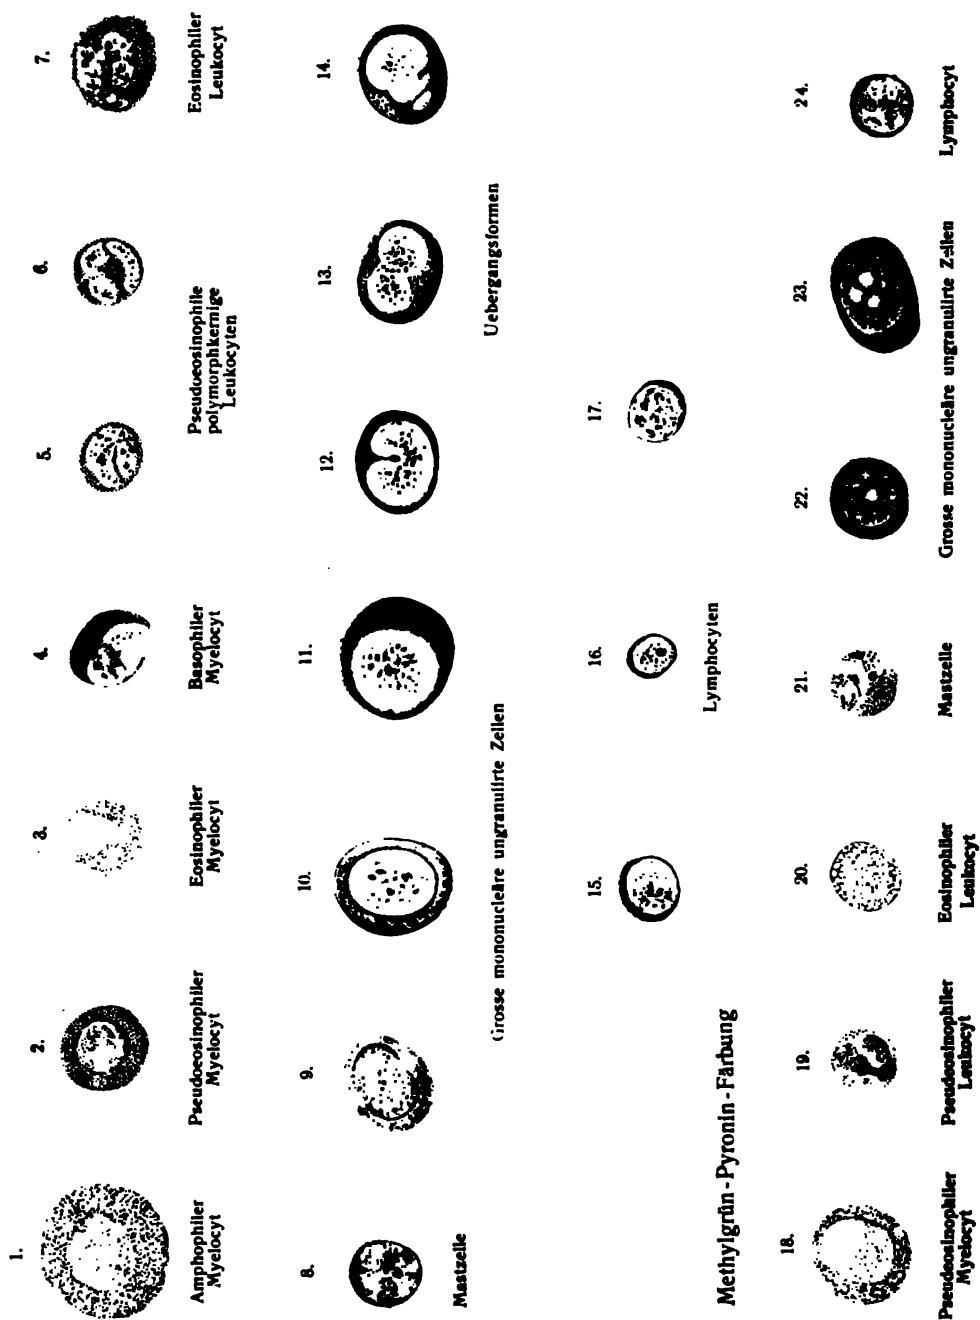 1.
2.
3.
4.
5.
6.
7.
Amphophiler
Myelocyt
Pseudoeosinophiler
Myelocyt
Eosinophiler
Myelocyt
Basophiler
Myelocyt
Pseudoeosinophile
polymorphkernige
Leukocyten
Eosinophiler
Leukocyt
8.
9.
10.
11.
12.
13.
14.
Mastzelle
Grosse mononucleäre ungranulirte Zellen
Uebergangsformen
15.
16.
17.
Lymphocyten
Methylgrün-Pyronin-Färbung
18.
19.
20.
21.
22.
23.
24.
Pseudoeosinophiler
Myelocyt
Pseudoeosinophiler
Leukocyt
Eosinophiler
Leukocyt
Mastzelle
Grosse mononucleäre ungranulirte Zellen
Lymphocyt